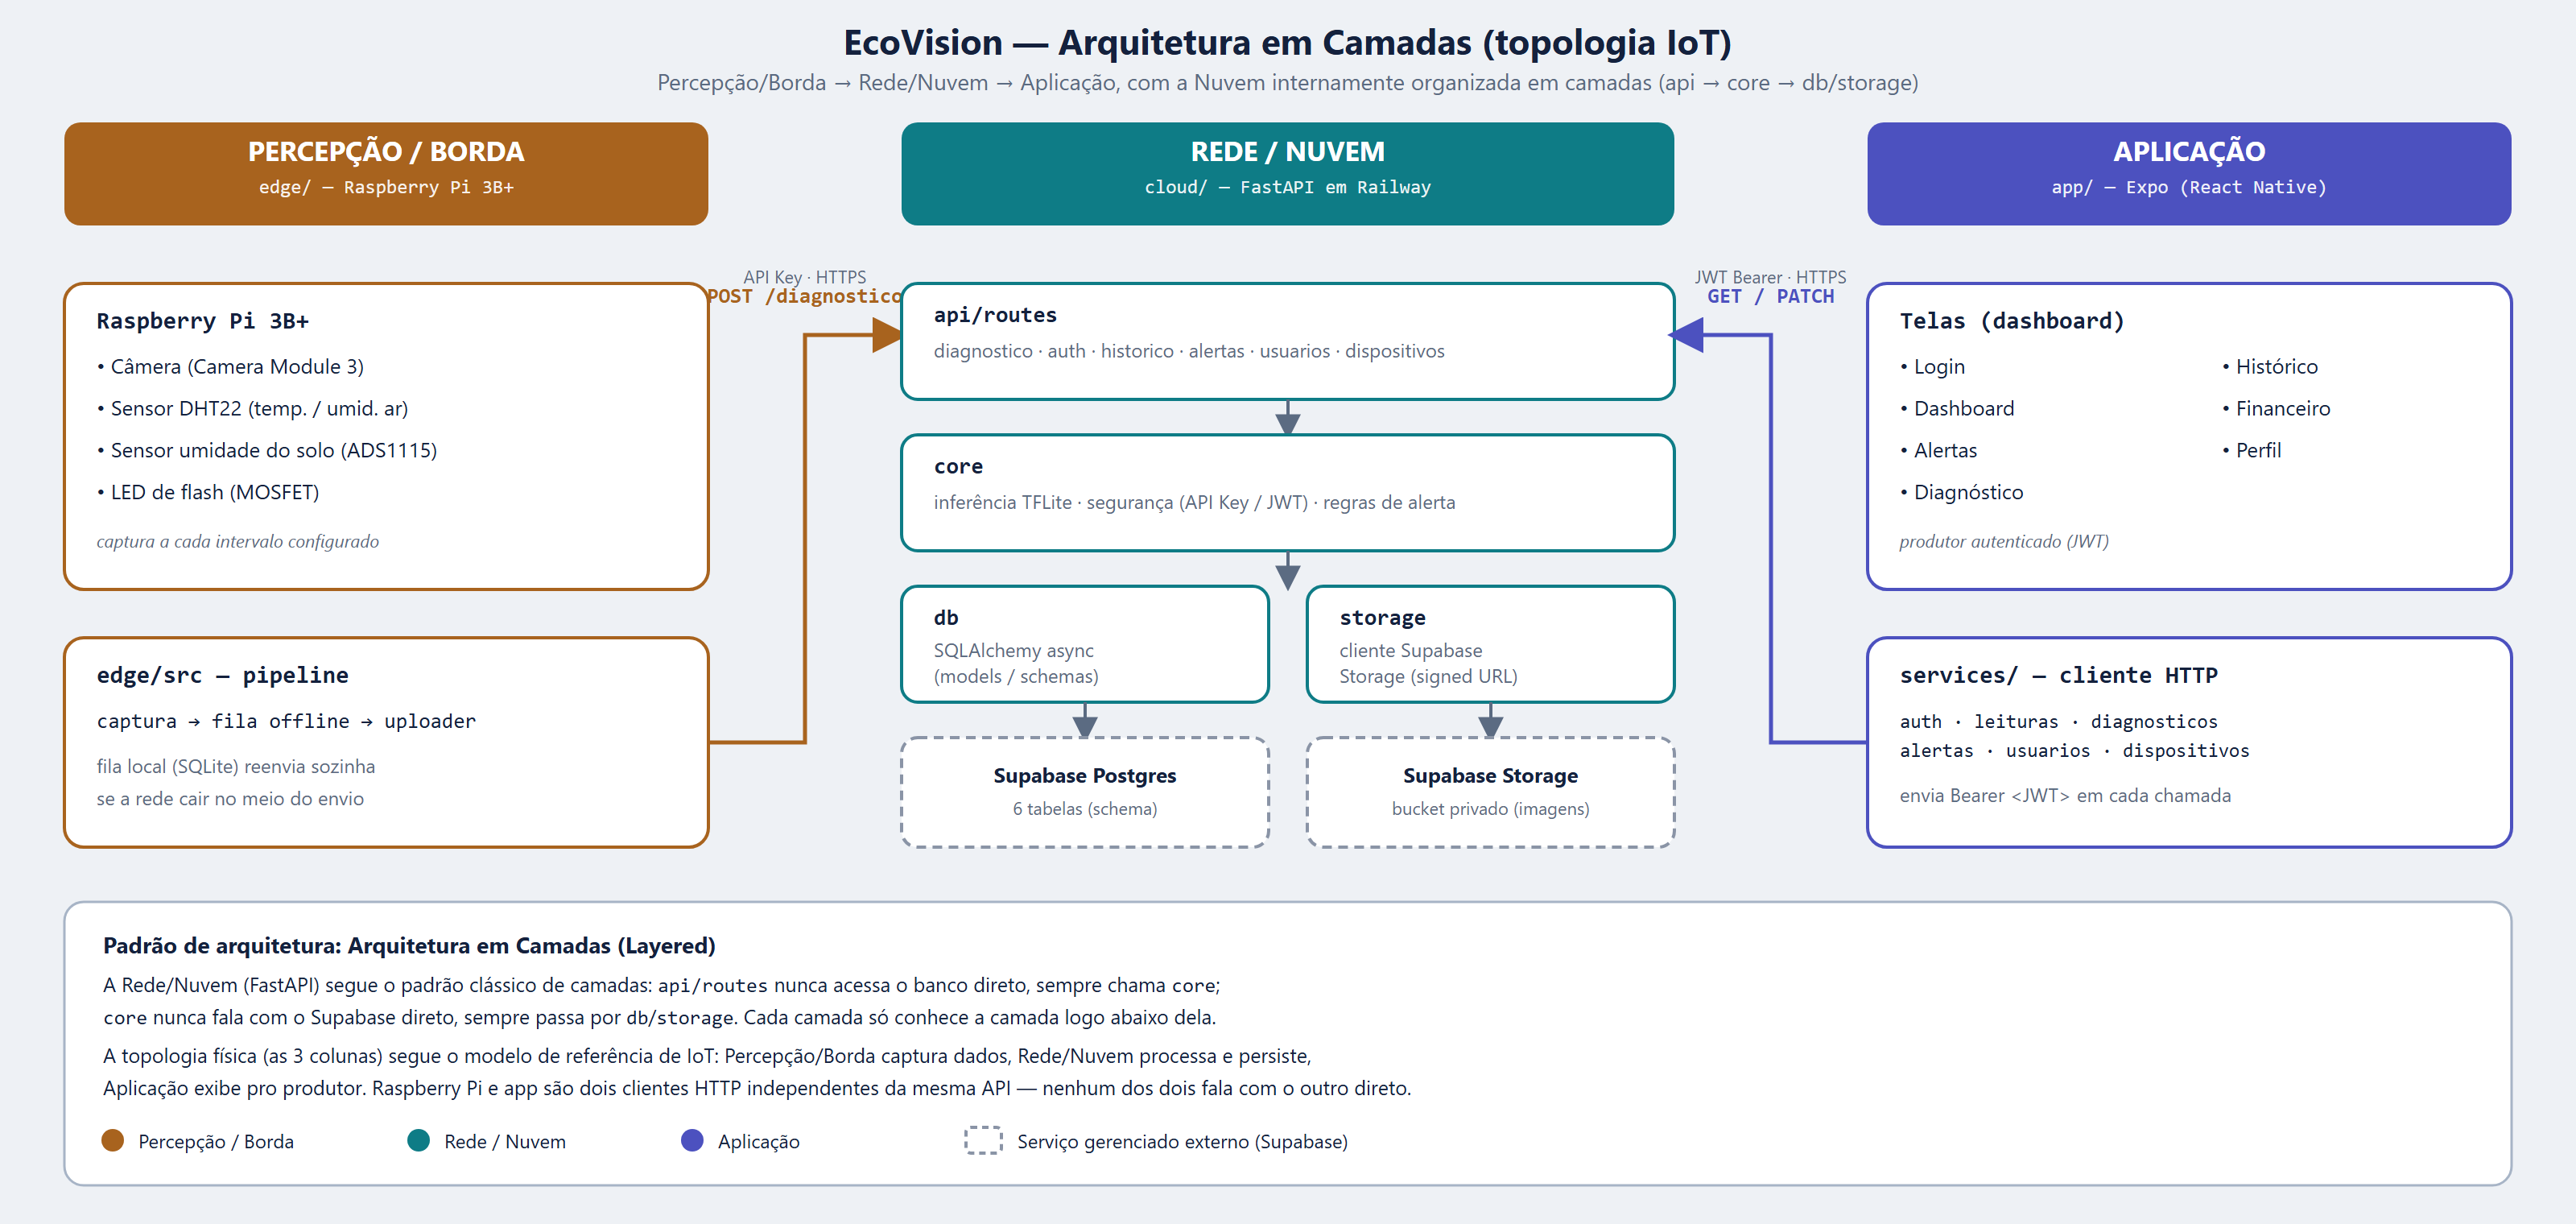 EcoVision — Arquitetura em Camadas (topologia IoT)
Percepção/Borda → Rede/Nuvem → Aplicação, com a Nuvem internamente organizada em camadas (api → core → db/storage)
PERCEPÇÃO / BORDA
edge/ — Raspberry Pi 3B+
REDE / NUVEM
cloud/ — FastAPI em Railway
APLICAÇÃO
app/ — Expo (React Native)
Raspberry Pi 3B+
• Câmera (Camera Module 3)
• Sensor DHT22 (temp. / umid. ar)
• Sensor umidade do solo (ADS1115)
• LED de flash (MOSFET)
captura a cada intervalo configurado
edge/src — pipeline
captura → fila offline → uploader
fila local (SQLite) reenvia sozinha
se a rede cair no meio do envio
API Key · HTTPS
POST /diagnostico
api/routes
diagnostico · auth · historico · alertas · usuarios · dispositivos
core
inferência TFLite · segurança (API Key / JWT) · regras de alerta
db
SQLAlchemy async
(models / schemas)
storage
cliente Supabase
Storage (signed URL)
Supabase Postgres
6 tabelas (schema)
Supabase Storage
bucket privado (imagens)
JWT Bearer · HTTPS
GET / PATCH
Telas (dashboard)
• Login
• Dashboard
• Alertas
• Diagnóstico
• Histórico
• Financeiro
• Perfil
produtor autenticado (JWT)
services/ — cliente HTTP
auth · leituras · diagnosticos
alertas · usuarios · dispositivos
envia Bearer <JWT> em cada chamada
Padrão de arquitetura: Arquitetura em Camadas (Layered)
A Rede/Nuvem (FastAPI) segue o padrão clássico de camadas: api/routes nunca acessa o banco direto, sempre chama core;
core nunca fala com o Supabase direto, sempre passa por db/storage. Cada camada só conhece a camada logo abaixo dela.
A topologia física (as 3 colunas) segue o modelo de referência de IoT: Percepção/Borda captura dados, Rede/Nuvem processa e persiste,
Aplicação exibe pro produtor. Raspberry Pi e app são dois clientes HTTP independentes da mesma API — nenhum dos dois fala com o outro direto.
Percepção / Borda
Rede / Nuvem
Aplicação
Serviço gerenciado externo (Supabase)